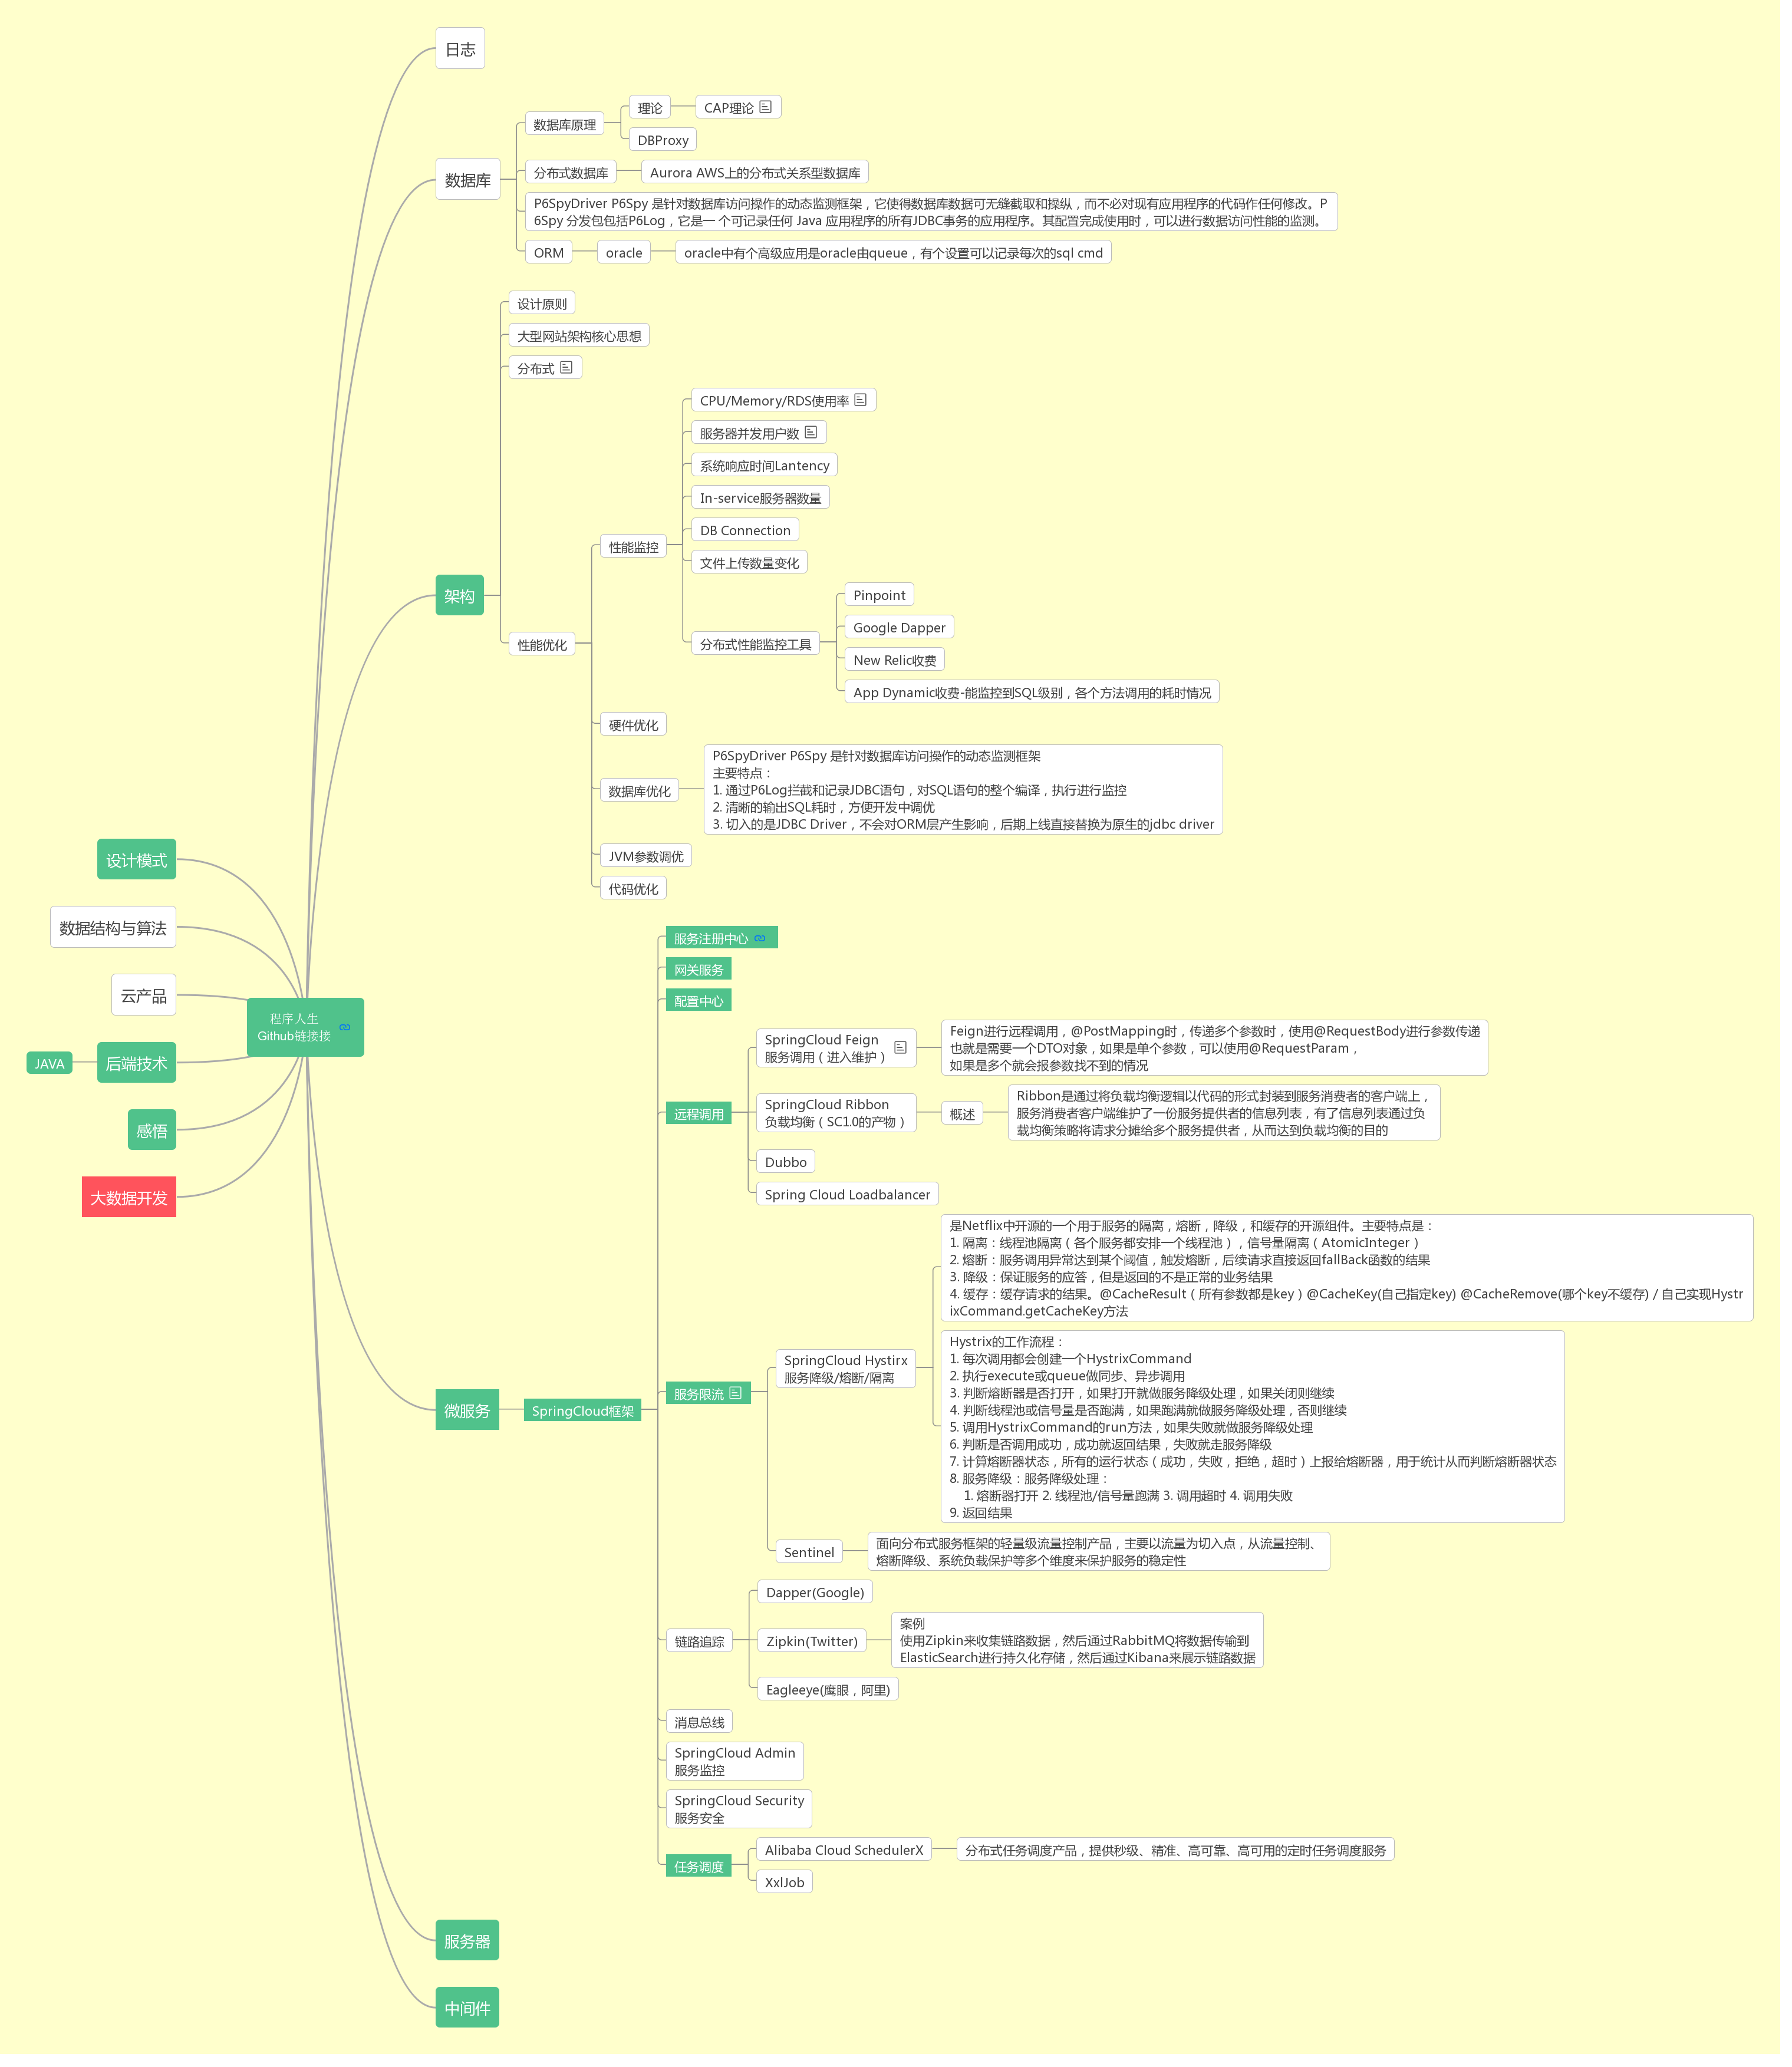 日志
数据库
数据库原理
理论
CAP理论
DBProxy
分布式数据库
Aurora AWS上的分布式关系型数据库
P6SpyDriver P6Spy 是针对数据库访问操作的动态监测框架，它使得数据库数据可无缝截取和操纵，而不必对现有应用程序的代码作任何修改。P
6Spy 分发包包括P6Log，它是一 个可记录任何 Java 应用程序的所有JDBC事务的应用程序。其配置完成使用时，可以进行数据访问性能的监测。
ORM
oracle
oracle中有个高级应用是oracle由queue，有个设置可以记录每次的sql cmd
架构
设计原则
大型网站架构核心思想
分布式
性能优化
性能监控
CPU/Memory/RDS使用率
服务器并发用户数
系统响应时间Lantency
In-service服务器数量
DB Connection
文件上传数量变化
分布式性能监控工具
Pinpoint
Google Dapper
New Relic收费
App Dynamic收费-能监控到SQL级别，各个方法调用的耗时情况
硬件优化
数据库优化
P6SpyDriver P6Spy 是针对数据库访问操作的动态监测框架
主要特点：
1. 通过P6Log拦截和记录JDBC语句，对SQL语句的整个编译，执行进行监控
2. 清晰的输出SQL耗时，方便开发中调优
3. 切入的是JDBC Driver，不会对ORM层产生影响，后期上线直接替换为原生的jdbc driver
JVM参数调优
代码优化
设计模式
数据结构与算法
云产品
程序人生
Github链接接
JAVA
后端技术
感悟
大数据开发
微服务
SpringCloud框架
服务注册中心
网关服务
配置中心
远程调用
SpringCloud Feign
服务调用（进入维护）
Feign进行远程调用，@PostMapping时，传递多个参数时，使用@RequestBody进行参数传递
也就是需要一个DTO对象，如果是单个参数，可以使用@RequestParam，
如果是多个就会报参数找不到的情况
SpringCloud Ribbon
负载均衡（SC1.0的产物）
概述
Ribbon是通过将负载均衡逻辑以代码的形式封装到服务消费者的客户端上，
服务消费者客户端维护了一份服务提供者的信息列表，有了信息列表通过负
载均衡策略将请求分摊给多个服务提供者，从而达到负载均衡的目的
Dubbo
Spring Cloud Loadbalancer
服务限流
SpringCloud Hystirx
服务降级/熔断/隔离
是Netflix中开源的一个用于服务的隔离，熔断，降级，和缓存的开源组件。主要特点是：
1. 隔离：线程池隔离（各个服务都安排一个线程池），信号量隔离（AtomicInteger）
2. 熔断：服务调用异常达到某个阈值，触发熔断，后续请求直接返回fallBack函数的结果
3. 降级：保证服务的应答，但是返回的不是正常的业务结果
4. 缓存：缓存请求的结果。@CacheResult（所有参数都是key）@CacheKey(自己指定key) @CacheRemove(哪个key不缓存) / 自己实现Hystr
ixCommand.getCacheKey方法
Hystrix的工作流程：
1. 每次调用都会创建一个HystrixCommand
2. 执行execute或queue做同步、异步调用
3. 判断熔断器是否打开，如果打开就做服务降级处理，如果关闭则继续
4. 判断线程池或信号量是否跑满，如果跑满就做服务降级处理，否则继续
5. 调用HystrixCommand的run方法，如果失败就做服务降级处理
6. 判断是否调用成功，成功就返回结果，失败就走服务降级
7. 计算熔断器状态，所有的运行状态（成功，失败，拒绝，超时）上报给熔断器，用于统计从而判断熔断器状态
8. 服务降级：服务降级处理：
1. 熔断器打开 2. 线程池/信号量跑满 3. 调用超时 4. 调用失败
9. 返回结果
Sentinel
面向分布式服务框架的轻量级流量控制产品，主要以流量为切入点，从流量控制、
熔断降级、系统负载保护等多个维度来保护服务的稳定性
链路追踪
Dapper(Google)
Zipkin(Twitter)
案例
使用Zipkin来收集链路数据，然后通过RabbitMQ将数据传输到
ElasticSearch进行持久化存储，然后通过Kibana来展示链路数据
Eagleeye(鹰眼，阿里)
消息总线
SpringCloud Admin
服务监控
SpringCloud Security
服务安全
任务调度
Alibaba Cloud SchedulerX
分布式任务调度产品，提供秒级、精准、高可靠、高可用的定时任务调度服务
XxlJob
服务器
中间件